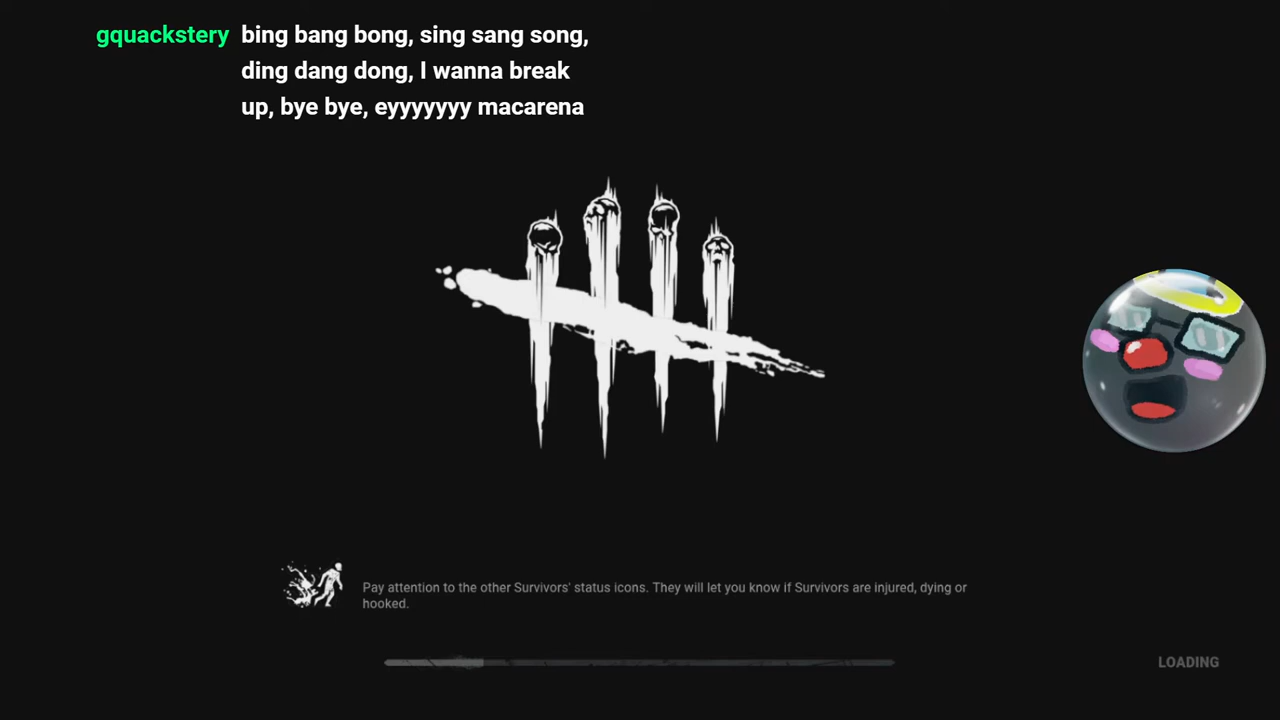 gquackstery bing bang bong, sing sang song,
ding dang dong, I wanna break
up, bye bye, eyyyyyyy macarena
Pay attention to the other Survivors' status icons. They will let you know if Survivors are injured, dying or
hooked.
LOADING